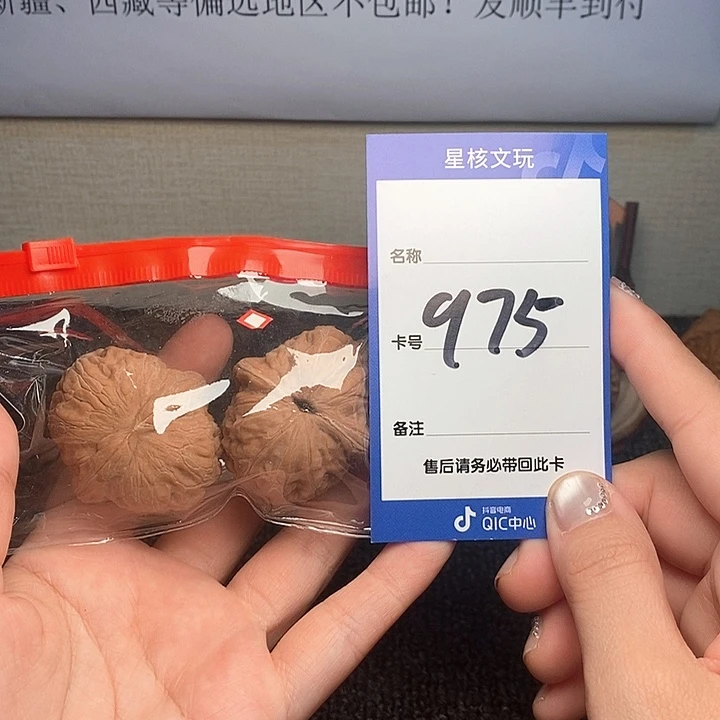 新疆、西藏等偏远地区不包邮！发顺丰到付
星核文玩
名称
卡号 975
备注
售后请务必带回此卡
抖音电商
QIC中心